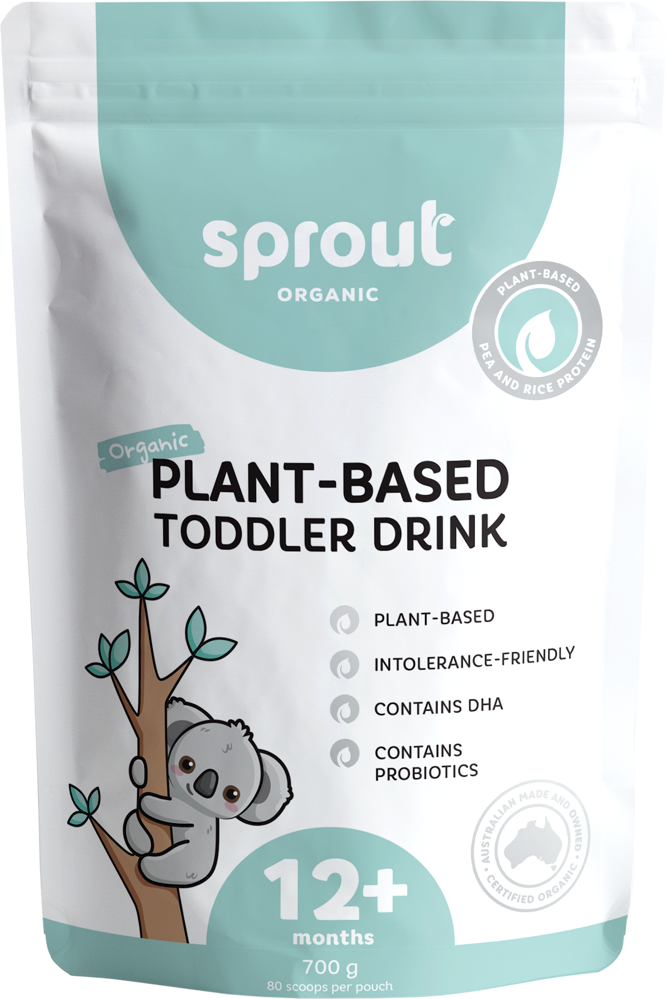 sprout
ORGANIC
PLANT-BASED
PEA AND RICE PROTEIN
Organic
PLANT-BASED
TODDLER DRINK
PLANT-BASED
INTOLERANCE-FRIENDLY
CONTAINS DHA
CONTAINS
PROBIOTICS
AUSTRALIAN MADE AND OWNED
• CERTIFIED ORGANIC •
12+
months
700 g
80 scoops per pouch